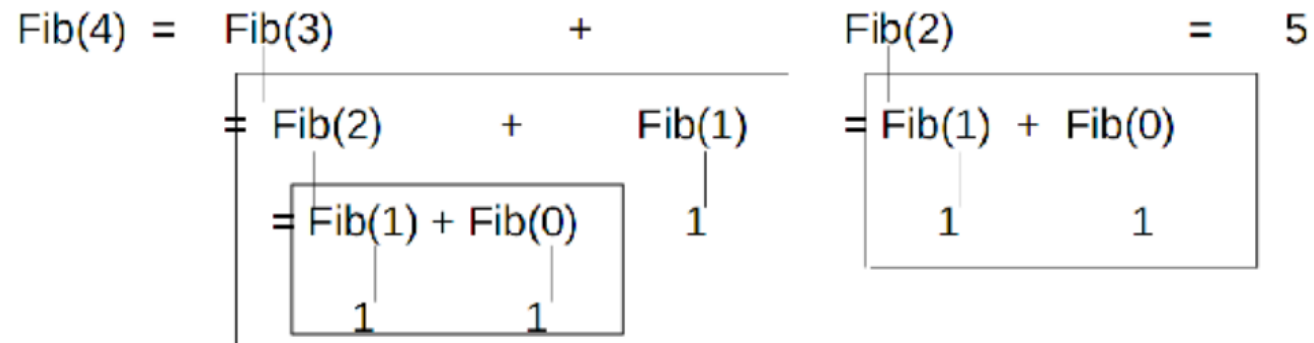 Fib(4) = Fib(3) + Fib(2) = 5
= Fib(2) + Fib(1) = Fib(1) + Fib(0)
= Fib(1) + Fib(0) 1 1 1
1 1